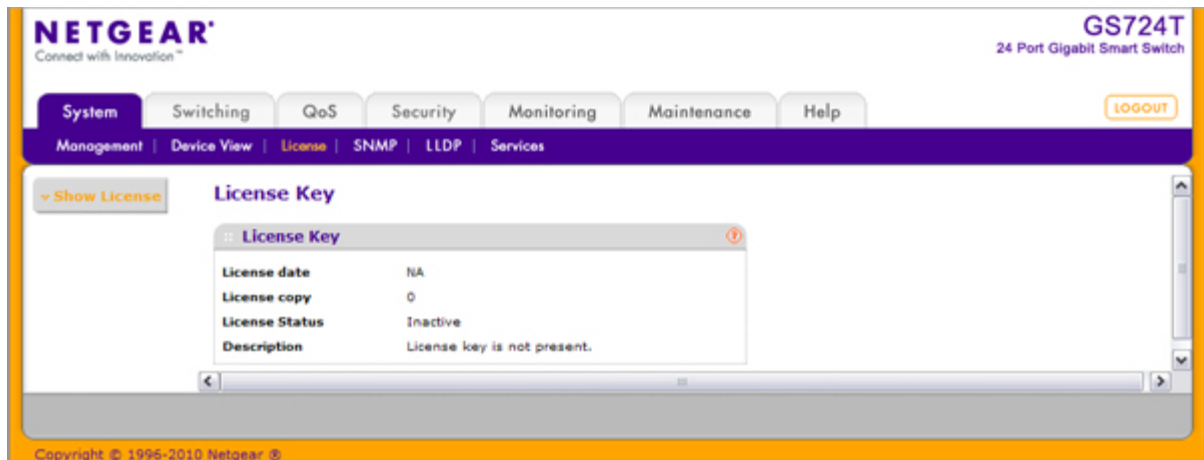 NETGEAR®
Connect with Innovation™
GS724T
24 Port Gigabit Smart Switch
System Switching QoS Security Monitoring Maintenance Help LOGOUT
Management | Device View | License | SNMP | LLDP | Services
Show License
License Key
License Key
License date NA
License copy 0
License Status Inactive
Description License key is not present.
Copyright © 1996-2010 Netgear ®